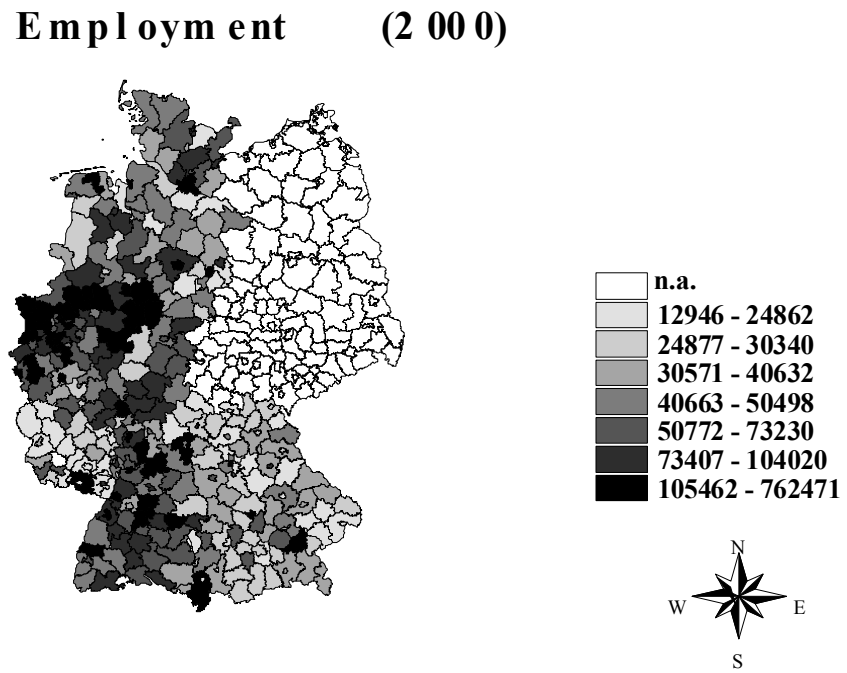 Employment (2000)
n.a.
12946 - 24862
24877 - 30340
30571 - 40632
40663 - 50498
50772 - 73230
73407 - 104020
105462 - 762471
N
W E
S